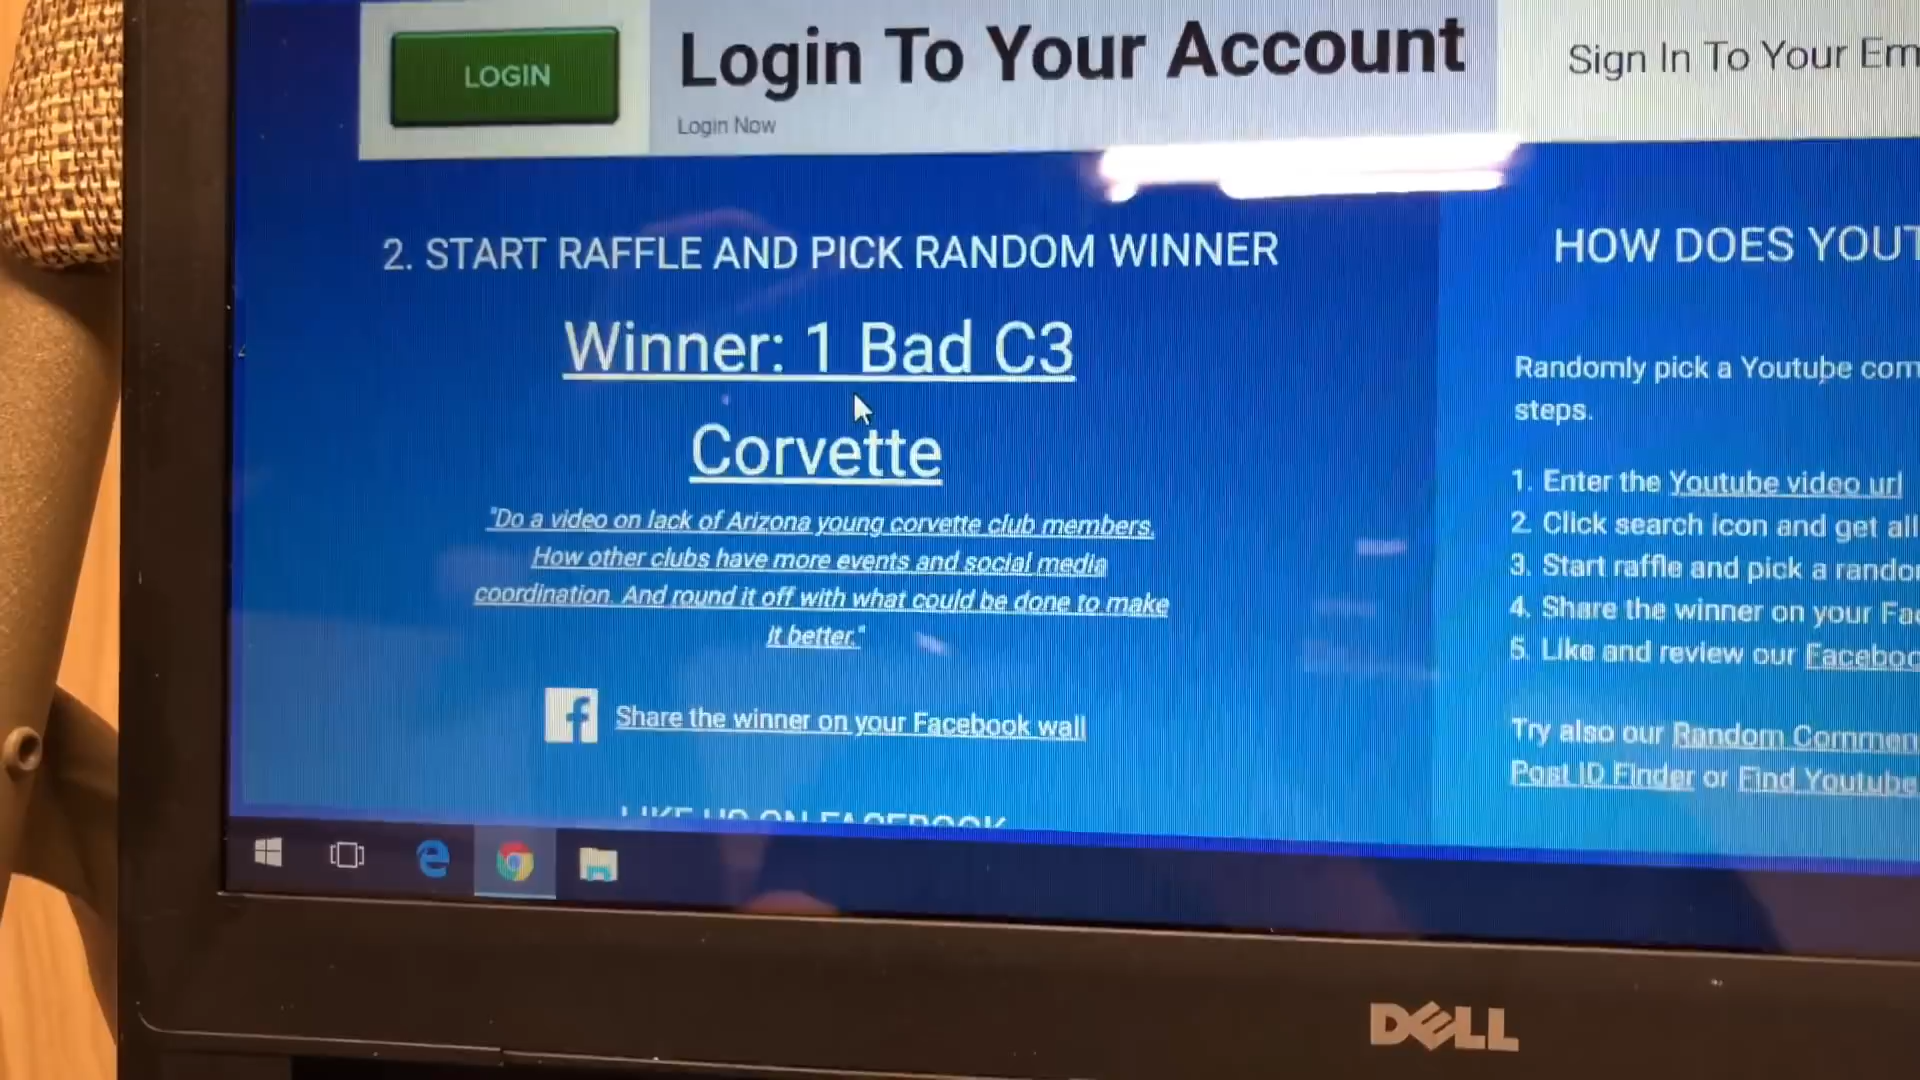 LOGIN
Login To Your Account
Login Now
Sign In To Your Em
2. START RAFFLE AND PICK RANDOM WINNER
Winner: 1 Bad C3
Corvette
"Do a video on lack of Arizona young corvette club members.
How other clubs have more events and social media
coordination. And round it off with what could be done to make
it better."
Share the winner on your Facebook wall
LIKE US ON FACEBOOK
HOW DOES YOUT
Randomly pick a Youtube com
steps.
1. Enter the Youtube video url
2. Click search icon and get all
3. Start raffle and pick a rando
4. Share the winner on your Fa
5. Like and review our Faceboo
Try also our Random Commen
Post ID Finder or Find Youtube
DELL